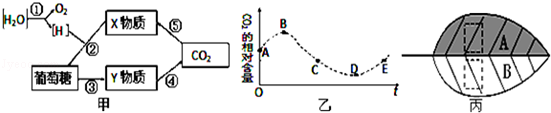 |H₂O| ① O₂
[H] ②
X物质 ⑤
CO₂
葡萄糖 ③ Y物质 ④
甲
CO₂的相对含量
A B C D E
O t
乙
A
B
丙